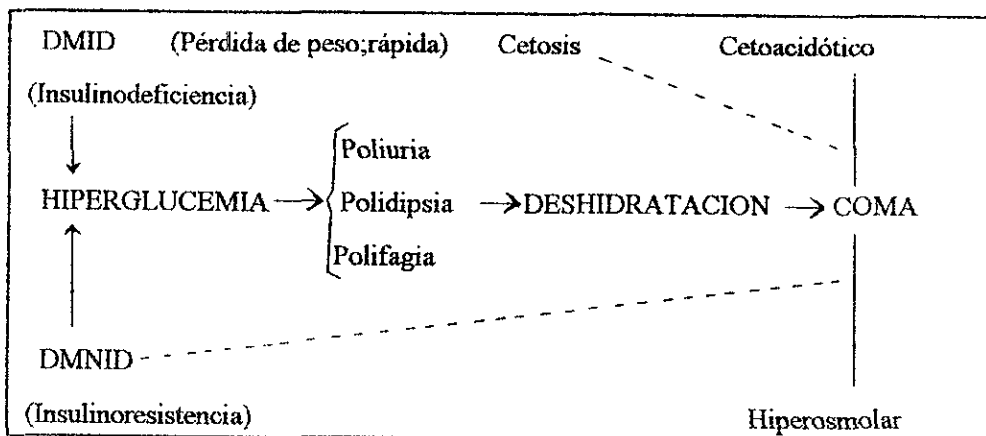 DMID (Pérdida de peso;rápida) Cetosis Cetoacidótico
(Insulinodeficiencia)
Poliuria
HIPERGLUCEMIA Polidipsia DESHIDRATACION COMA
Polifagia
DMNID
(Insulinoresistencia) Hiperosmolar